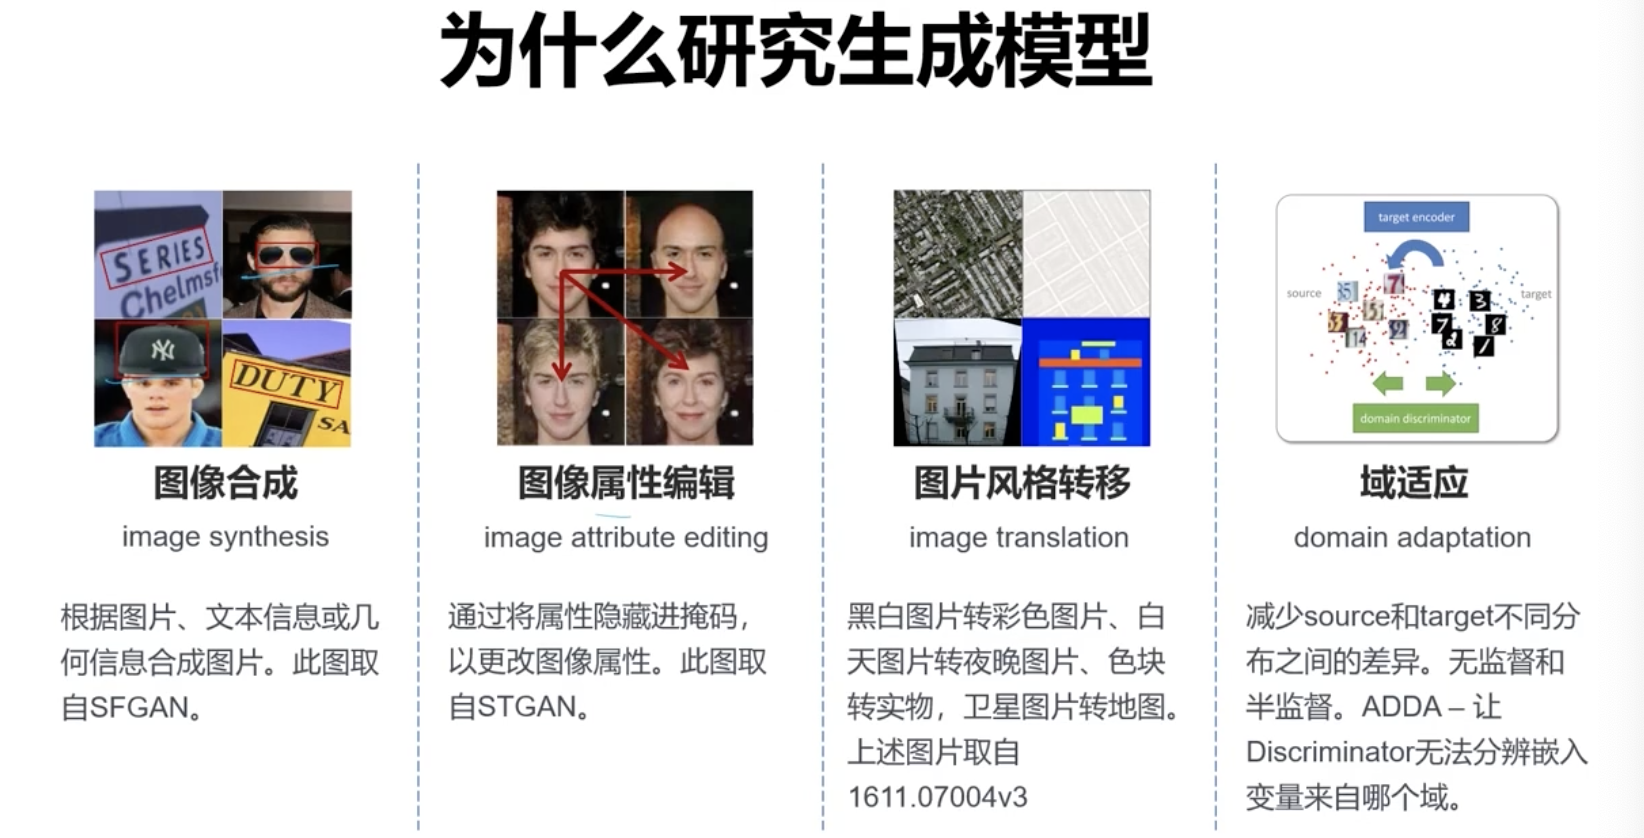 为什么研究生成模型
SERIES
Chelmsf
DUTY
SA
图像合成
image synthesis
根据图片、文本信息或几
何信息合成图片。此图取
自SFGAN。
图像属性编辑
image attribute editing
通过将属性隐藏进掩码，
以更改图像属性。此图取
自STGAN。
图片风格转移
image translation
黑白图片转彩色图片、白
天图片转夜晚图片、色块
转实物，卫星图片转地图。
上述图片取自
1611.07004v3
target encoder
source
target
7
4
3
7
8
2
1
14
domain discriminator
域适应
domain adaptation
减少source和target不同分
布之间的差异。无监督和
半监督。ADDA – 让
Discriminator无法分辨嵌入
变量来自哪个域。